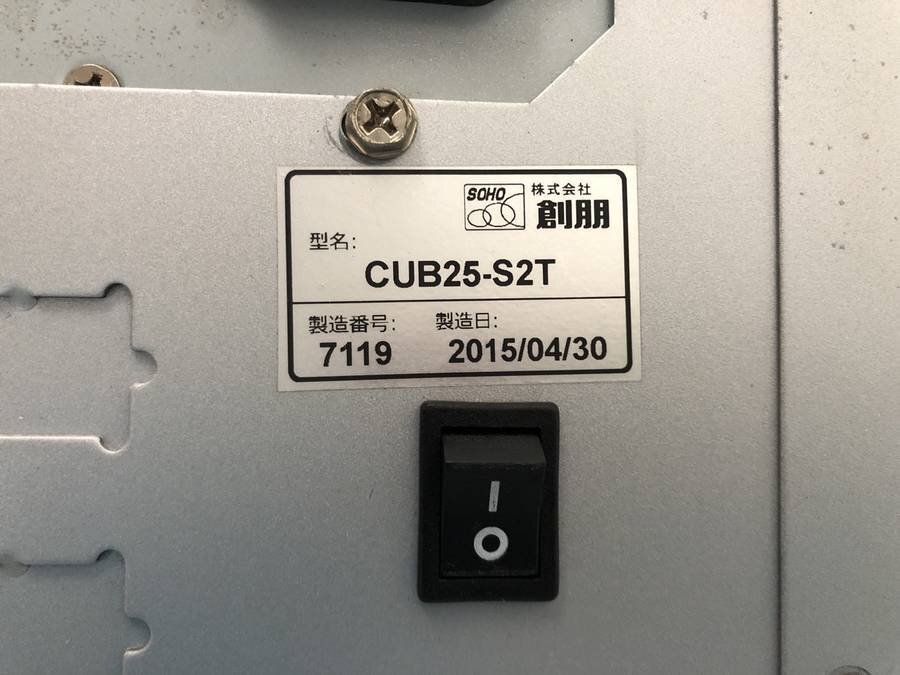 SOHO
株式会社
創朋
型名:
CUB25-S2T
製造番号: 製造日:
7119 2015/04/30